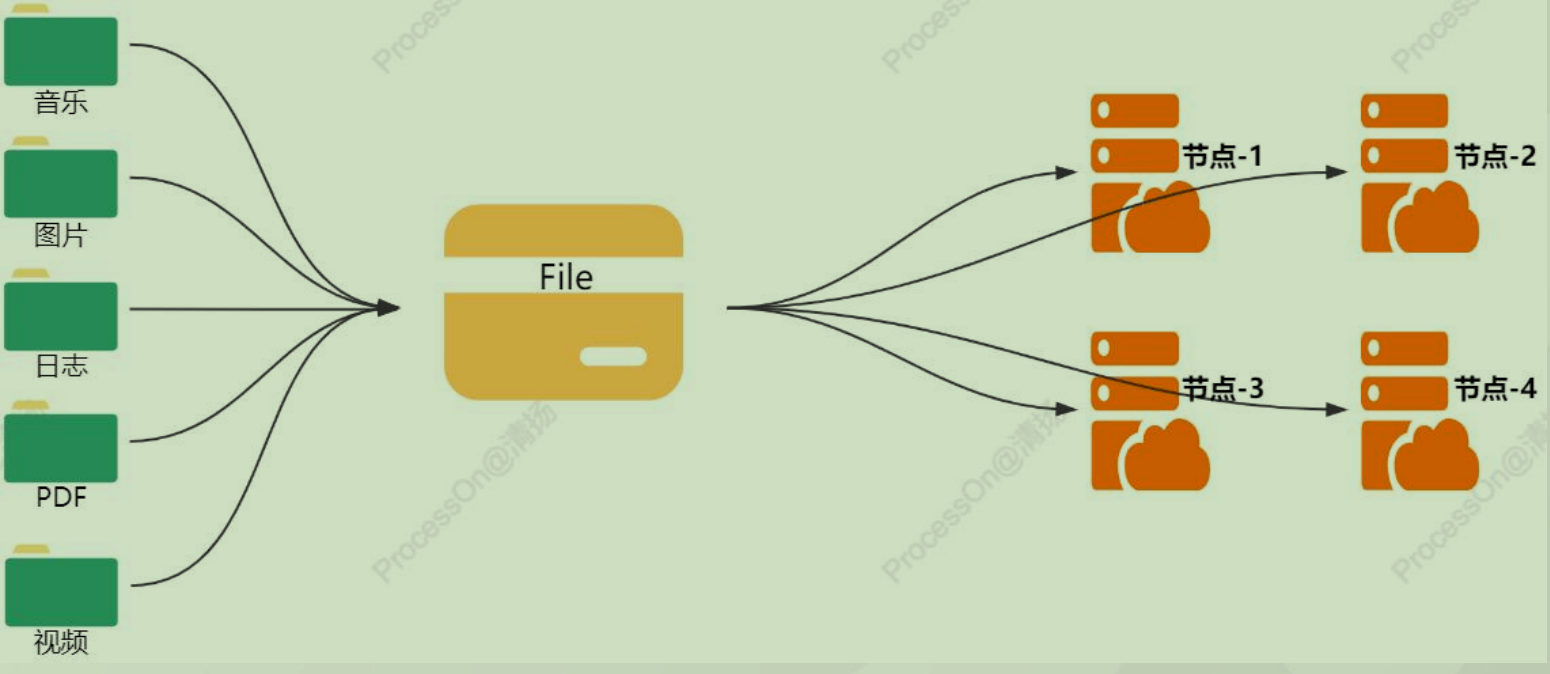 音乐
图片
日志
PDF
视频
File
节点-1
节点-2
节点-3
节点-4
ProcessOn@清扬
ProcessOn@清扬
ProcessOn@清